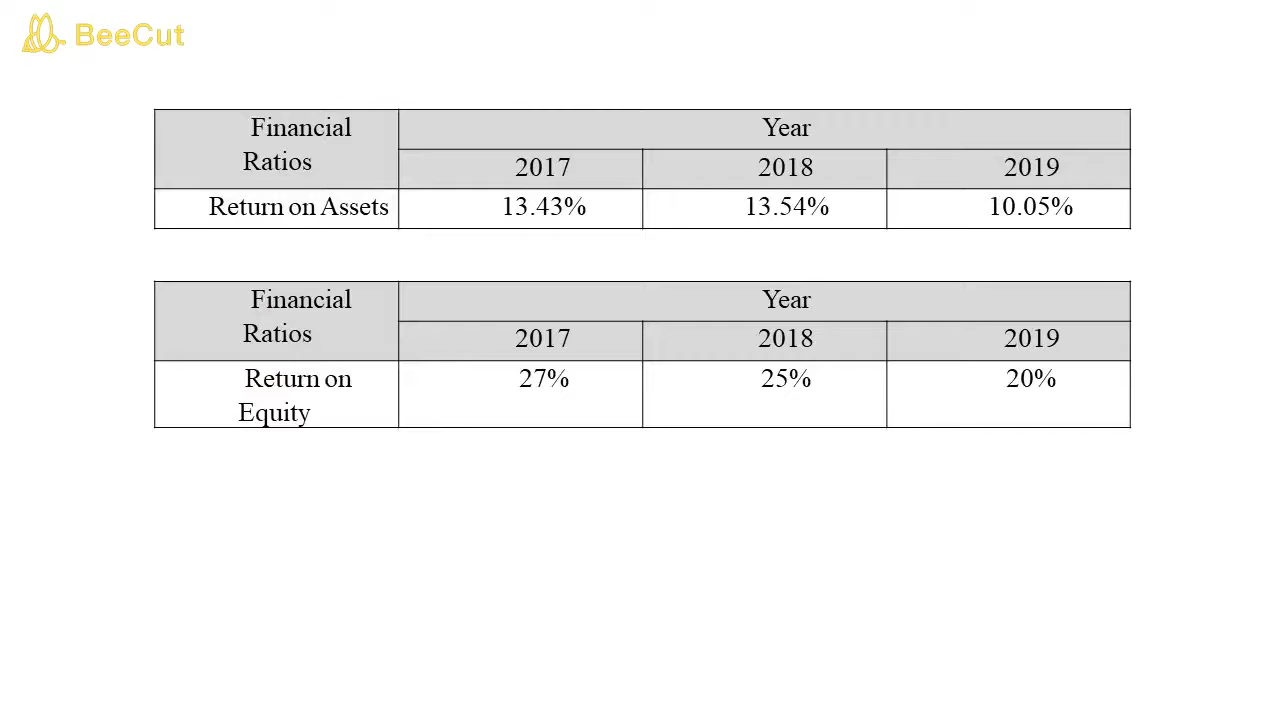 BeeCut
Financial Ratios Year
2017 2018 2019
Return on Assets 13.43% 13.54% 10.05%
Financial Ratios Year
2017 2018 2019
Return on Equity 27% 25% 20%